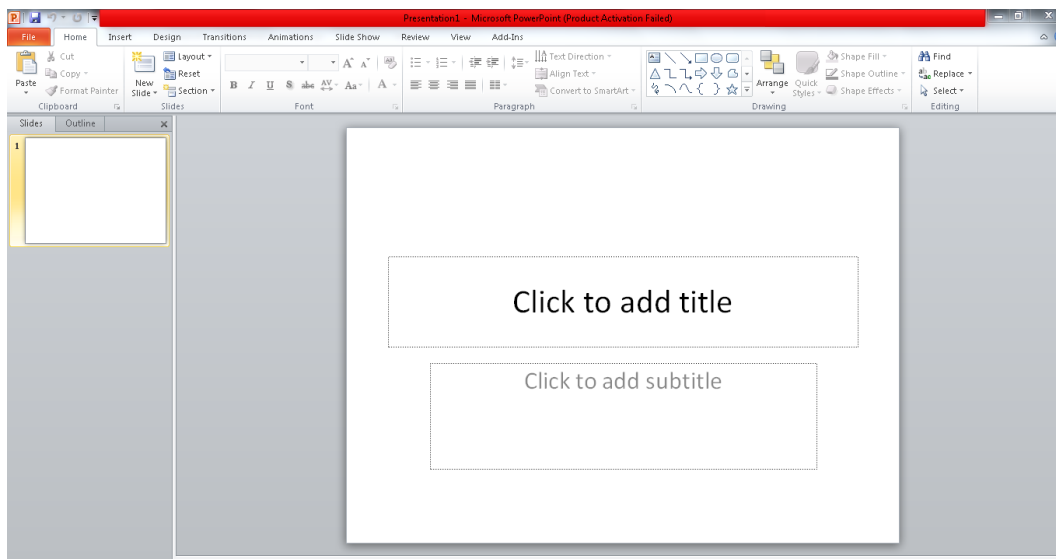 Presentation1 - Microsoft PowerPoint (Product Activation Failed)
File Home Insert Design Transitions Animations Slide Show Review View Add-Ins
Paste
Cut
Copy
Format Painter
Clipboard
New Slide
Layout
Reset
Section
Slides
B I U S abc AV Aa A
A A
Font
Text Direction
Align Text
Convert to SmartArt
Paragraph
Arrange
Quick Styles
Shape Fill
Shape Outline
Shape Effects
Drawing
Find
Replace
Select
Editing
Slides Outline
1
Click to add title
Click to add subtitle